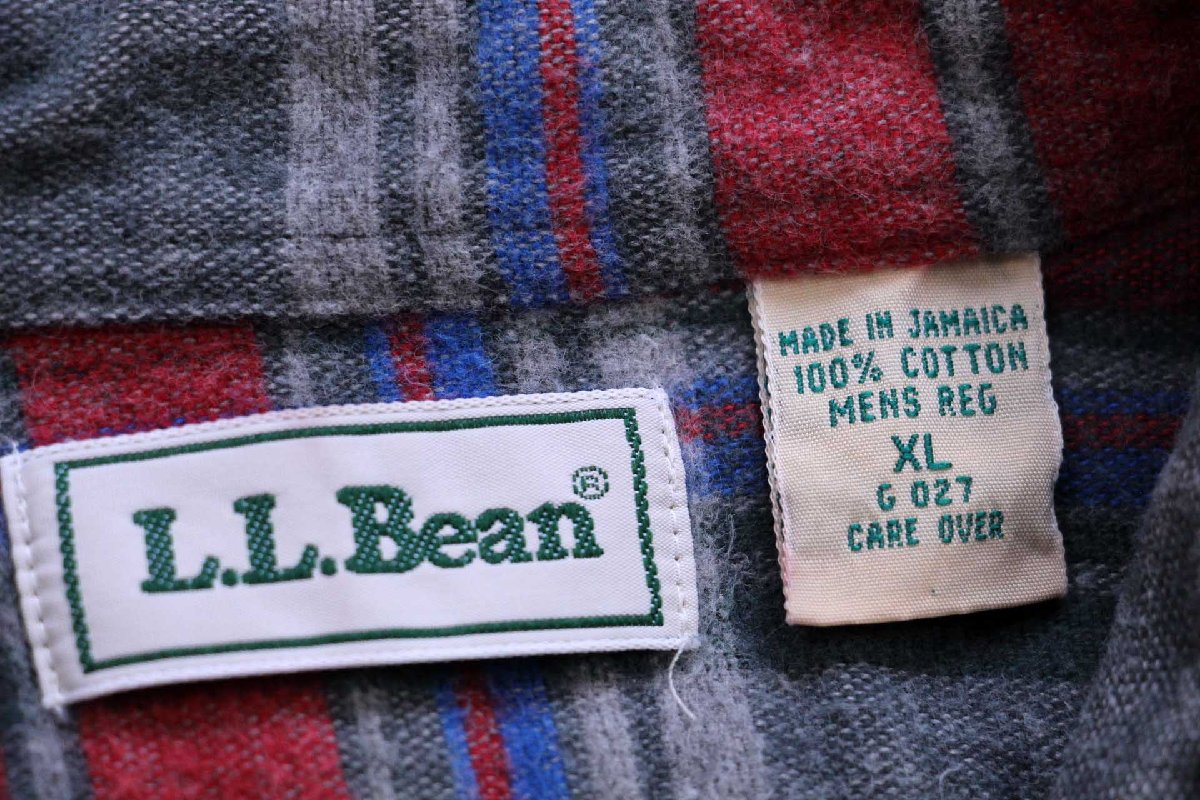 L.L.Bean®
MADE IN JAMAICA
100% COTTON
MENS REG
XL
G 027
CARE OVER